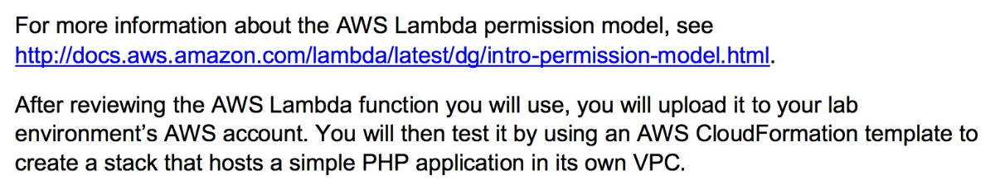 For more information about the AWS Lambda permission model, see
http://docs.aws.amazon.com/lambda/latest/dg/intro-permission-model.html.
After reviewing the AWS Lambda function you will use, you will upload it to your lab
environment’s AWS account. You will then test it by using an AWS CloudFormation template to
create a stack that hosts a simple PHP application in its own VPC.